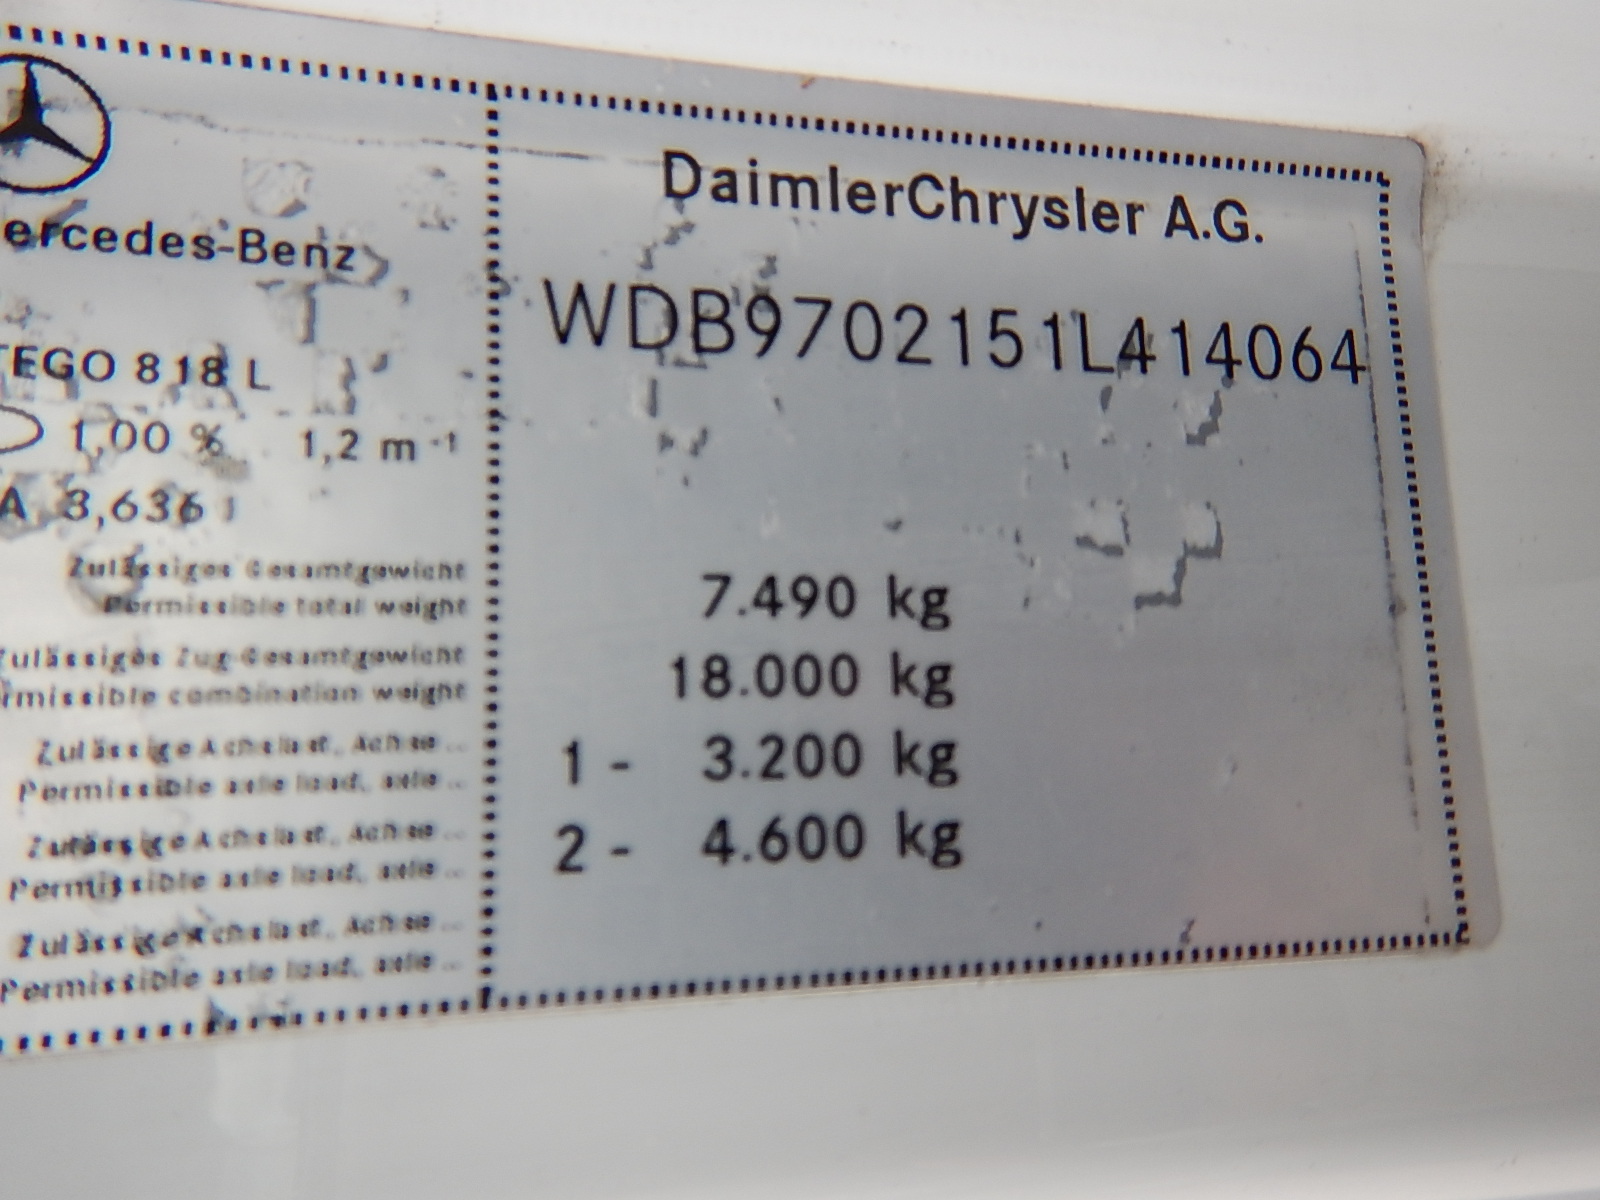 DaimlerChrysler A.G.
ercedes-Benz
WDB9702151L414064
TEGO 818 L
1,00 % 1,2 m⁻¹
A 3,636
Zulässiges Gesamtgewicht
Permissible total weight 7.490 kg
Zulässiges Zug-Gesamtgewicht
rmissible combination weight 18.000 kg
Zulässige Achslast, Achse ...
Permissible axle load, axle ... 1 - 3.200 kg
Zulässige Achslast, Achse ...
Permissible axle load, axle ... 2 - 4.600 kg
Zulässige Achslast, Achse ...
Permissible axle load, axle ...